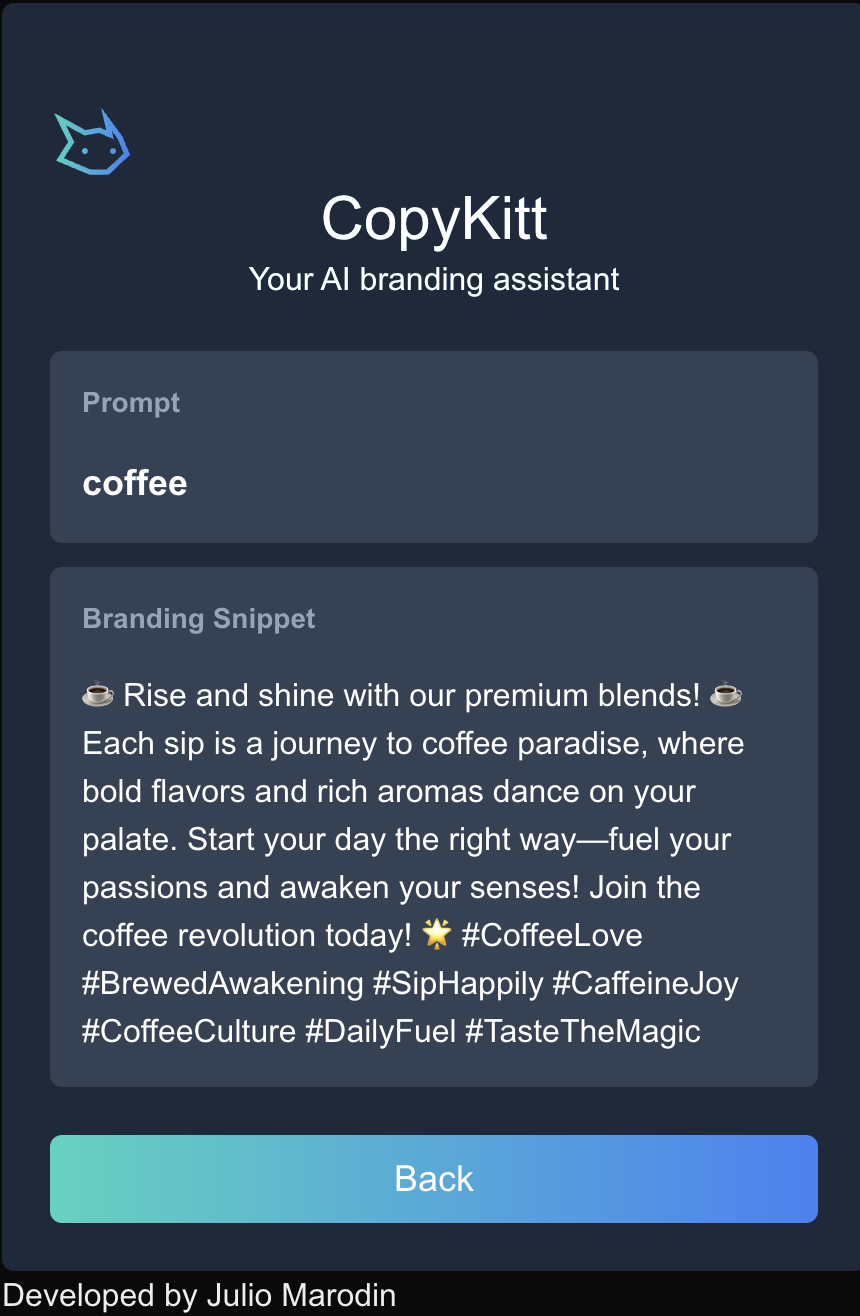 CopyKitt
Your AI branding assistant
Prompt
coffee
Branding Snippet
☕ Rise and shine with our premium blends! ☕
Each sip is a journey to coffee paradise, where
bold flavors and rich aromas dance on your
palate. Start your day the right way—fuel your
passions and awaken your senses! Join the
coffee revolution today! 🌟 #CoffeeLove
#BrewedAwakening #SipHappily #CaffeineJoy
#CoffeeCulture #DailyFuel #TasteTheMagic
Back
Developed by Julio Marodin